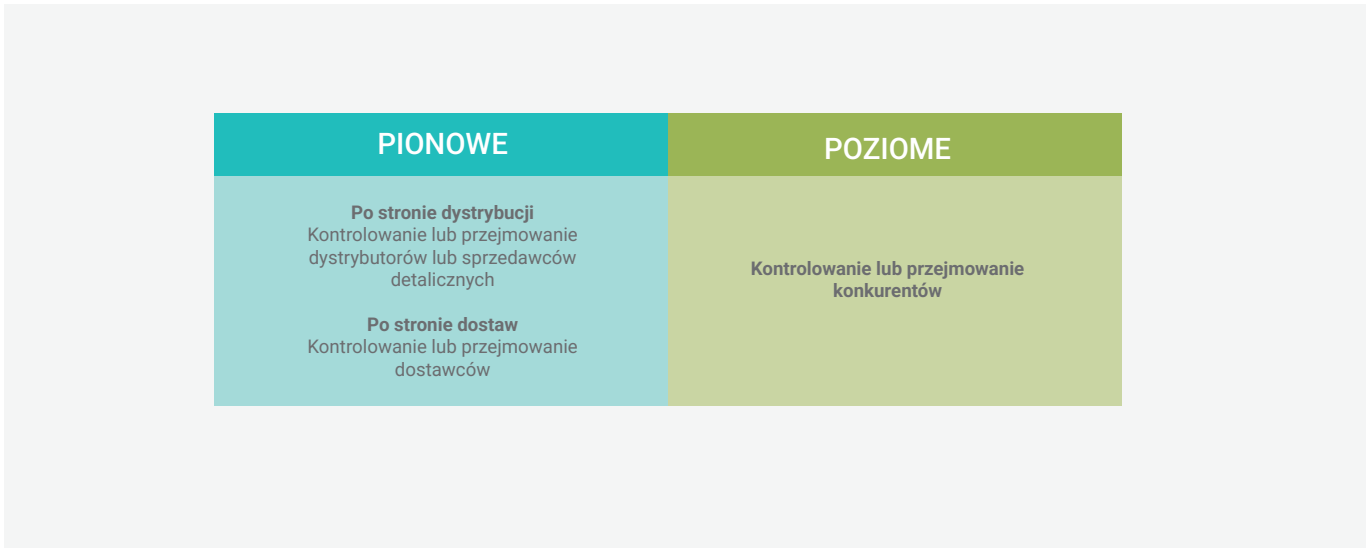 PIONOWE
POZIOME
Po stronie dystrybucji
Kontrolowanie lub przejmowanie
dystrybutorów lub sprzedawców
detalicznych
Po stronie dostaw
Kontrolowanie lub przejmowanie
dostawców
Kontrolowanie lub przejmowanie
konkurentów